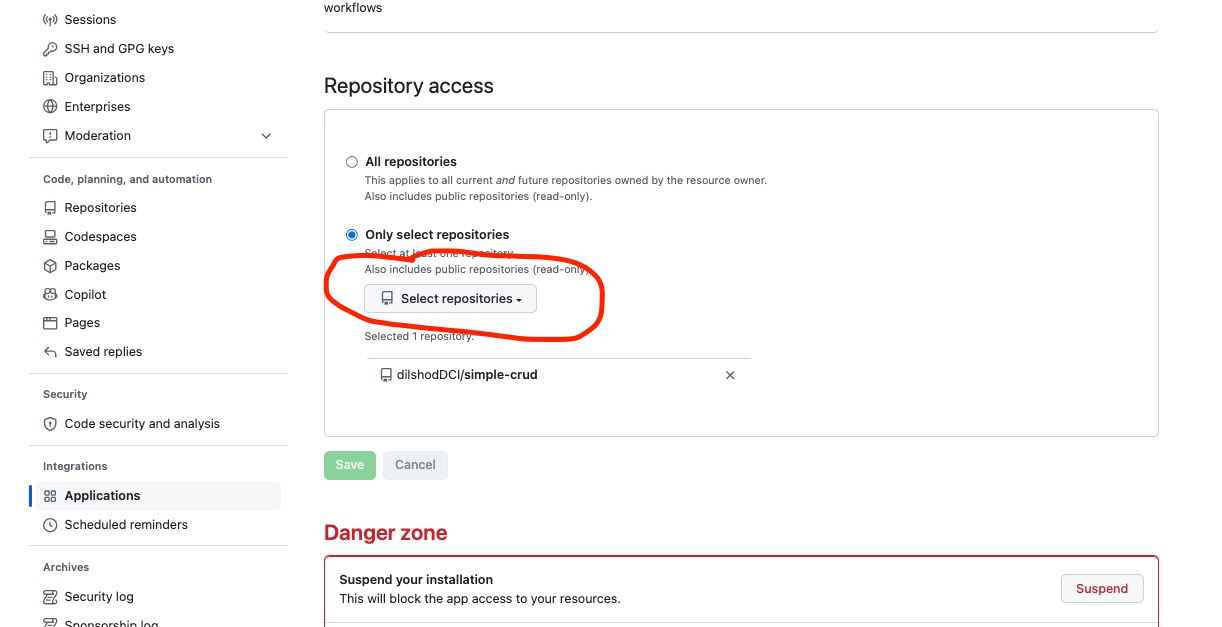 workflows
Sessions
SSH and GPG keys
Organizations
Enterprises
Moderation
Code, planning, and automation
Repositories
Codespaces
Packages
Copilot
Pages
Saved replies
Security
Code security and analysis
Integrations
Applications
Scheduled reminders
Archives
Security log
Sponsorship log
Repository access
All repositories
This applies to all current and future repositories owned by the resource owner.
Also includes public repositories (read-only).
Only select repositories
Select at least one repository.
Also includes public repositories (read-only).
Select repositories
Selected 1 repository.
dilshodDCI/simple-crud
Save
Cancel
Danger zone
Suspend your installation
This will block the app access to your resources.
Suspend